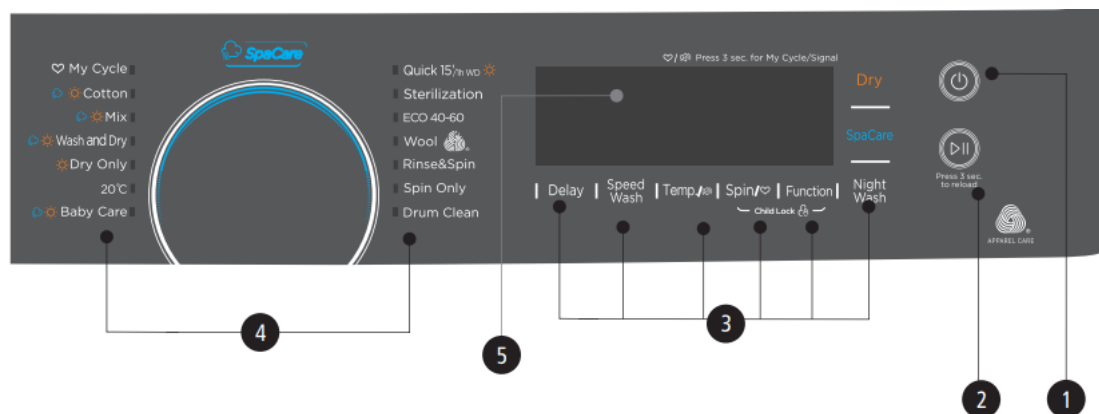 SpaCare
My Cycle
Cotton
Mix
Wash and Dry
Dry Only
20℃
Baby Care
Quick 15'/1h WD
Sterilization
ECO 40-60
Wool
Rinse&Spin
Spin Only
Drum Clean
/ Press 3 sec. for My Cycle/Signal
Delay
Speed
Wash
Temp./
Spin/
Function
Child Lock
Dry
SpaCare
Night
Wash
Press 3 sec.
to reload
APPAREL CARE
4
5
3
2
1